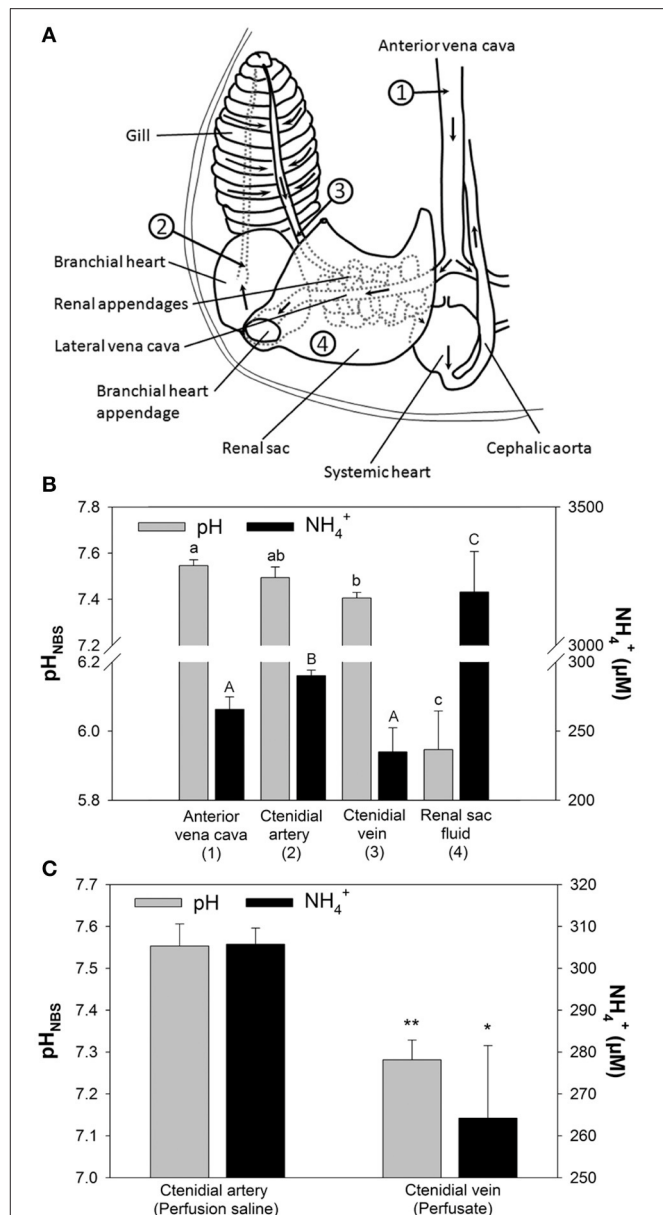 A
Anterior vena cava
1
Gill
3
2
Branchial heart
Renal appendages
Lateral vena cava
4
Branchial heart
appendage
Renal sac
Systemic heart
Cephalic aorta
B
pH
NH₄⁺
7.8
7.6
7.4
7.2
6.2
6.0
5.8
pH_NBS
3500
3000
300
250
200
NH₄⁺ (µM)
a
ab
b
c
A
B
A
C
Anterior
vena cava
(1)
Ctenidial
artery
(2)
Ctenidial
vein
(3)
Renal sac
fluid
(4)
C
pH
NH₄⁺
7.7
7.6
7.5
7.4
7.3
7.2
7.1
7.0
pH_NBS
320
310
300
290
280
270
260
250
NH₄⁺ (µM)
**
*
Ctenidial artery
(Perfusion saline)
Ctenidial vein
(Perfusate)